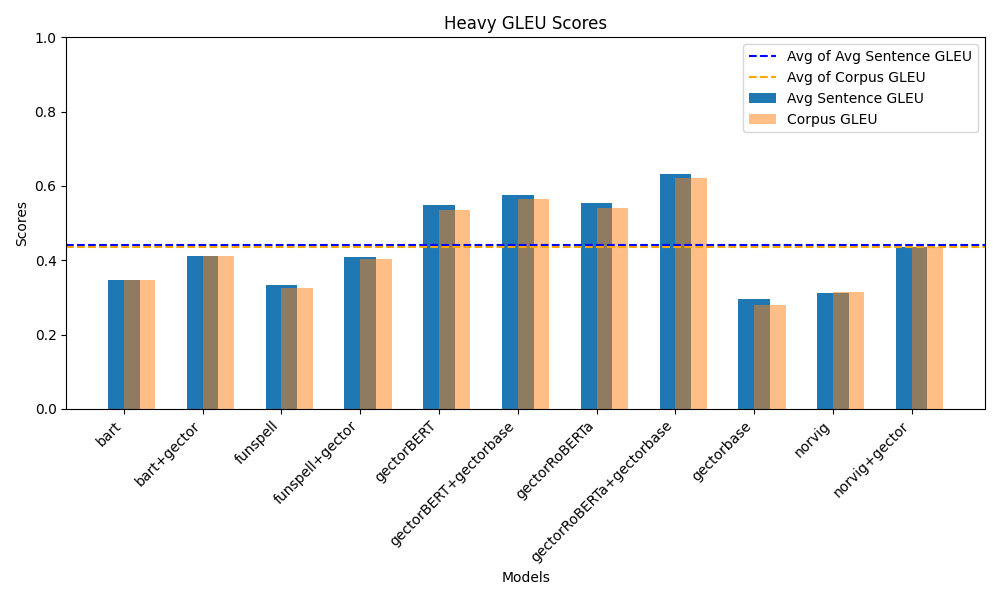 Heavy GLEU Scores
1.0
0.8
0.6
0.4
0.2
0.0
Scores
Avg of Avg Sentence GLEU
Avg of Corpus GLEU
Avg Sentence GLEU
Corpus GLEU
bart
bart+gector
funspell
funspell+gector
gectorBERT
gectorBERT+gectorbase
gectorRoBERTa
gectorRoBERTa+gectorbase
gectorbase
norvig
norvig+gector
Models